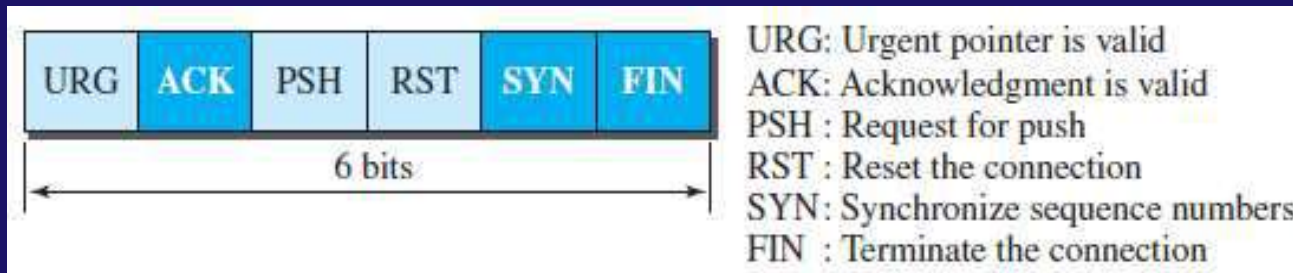 URG ACK PSH RST SYN FIN
6 bits
URG: Urgent pointer is valid
ACK: Acknowledgment is valid
PSH : Request for push
RST : Reset the connection
SYN: Synchronize sequence numbers
FIN : Terminate the connection